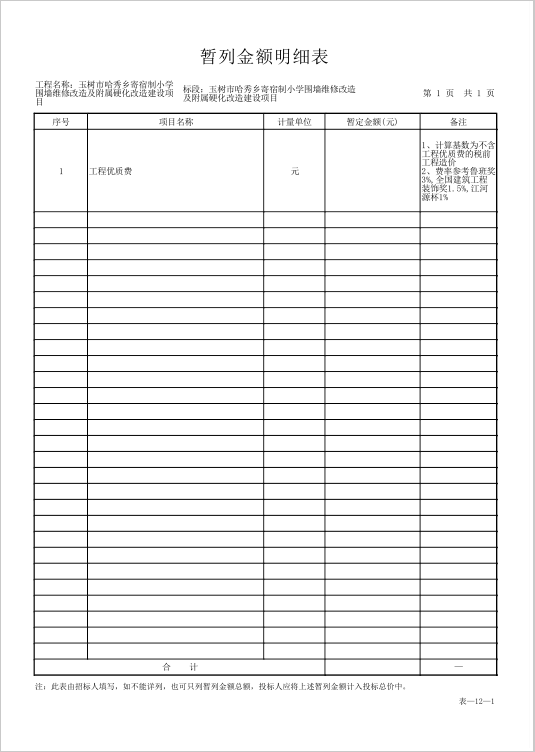 暂列金额明细表
工程名称：玉树市哈秀乡寄宿制小学
围墙维修改造及附属硬化改造建设项
目
标段：玉树市哈秀乡寄宿制小学围墙维修改造
及附属硬化改造建设项目
第 1 页 共 1 页
序号 项目名称 计量单位 暂定金额(元) 备注
1 工程优质费 元
1、计算基数为不含
工程优质费的税前
工程造价
2、费率参考鲁班奖
3%,全国建筑工程
装饰奖1.5%,江河
源杯1%
合 计 —
注：此表由招标人填写，如不能详列，也可只列暂列金额总额，投标人应将上述暂列金额计入投标总价中。
表—12—1